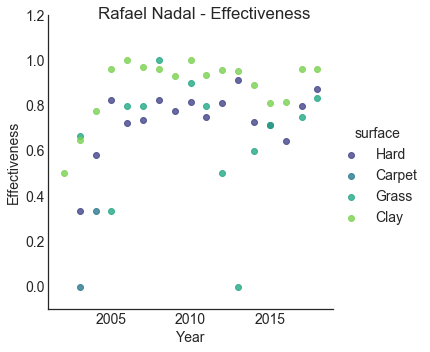 Rafael Nadal - Effectiveness
1.2
1.0
0.8
0.6
0.4
0.2
0.0
Effectiveness
2005
2010
2015
Year
surface
Hard
Carpet
Grass
Clay